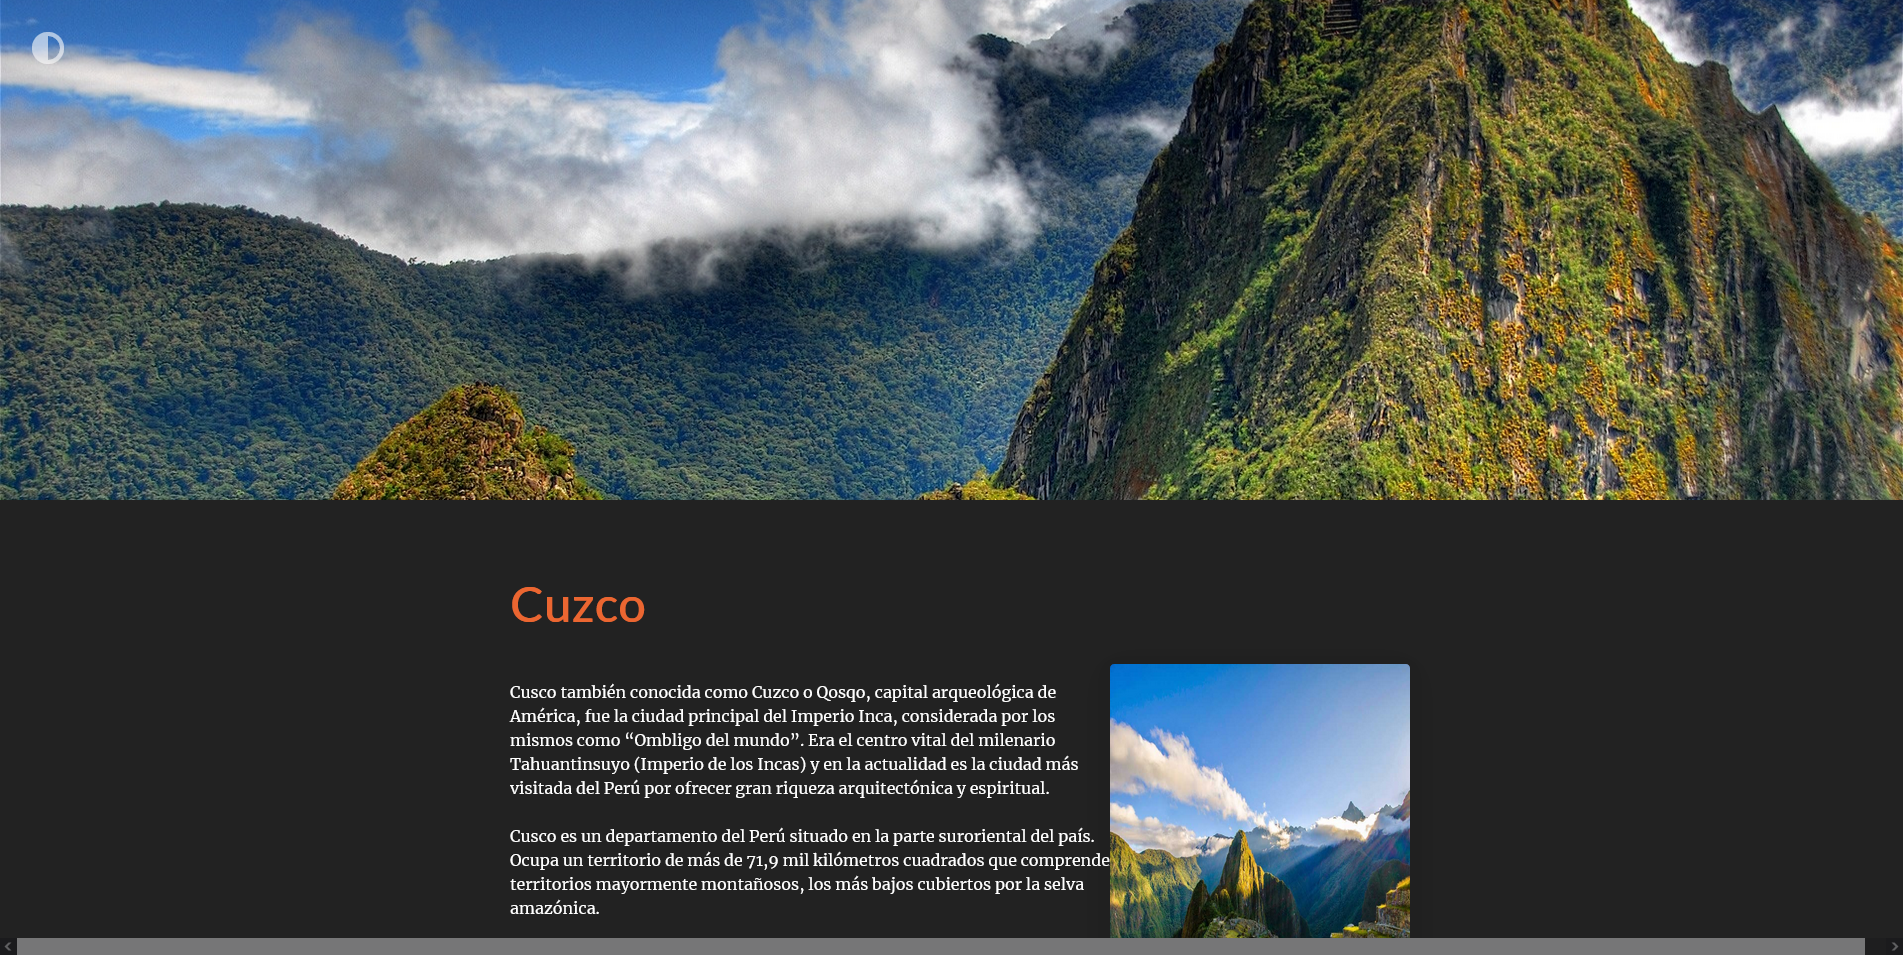 Cuzco
Cusco también conocida como Cuzco o Qosqo, capital arqueológica de
América, fue la ciudad principal del Imperio Inca, considerada por los
mismos como “Ombligo del mundo”. Era el centro vital del milenario
Tahuantinsuyo (Imperio de los Incas) y en la actualidad es la ciudad más
visitada del Perú por ofrecer gran riqueza arquitectónica y espiritual.
Cusco es un departamento del Perú situado en la parte suroriental del país.
Ocupa un territorio de más de 71,9 mil kilómetros cuadrados que comprende
territorios mayormente montañosos, los más bajos cubiertos por la selva
amazónica.